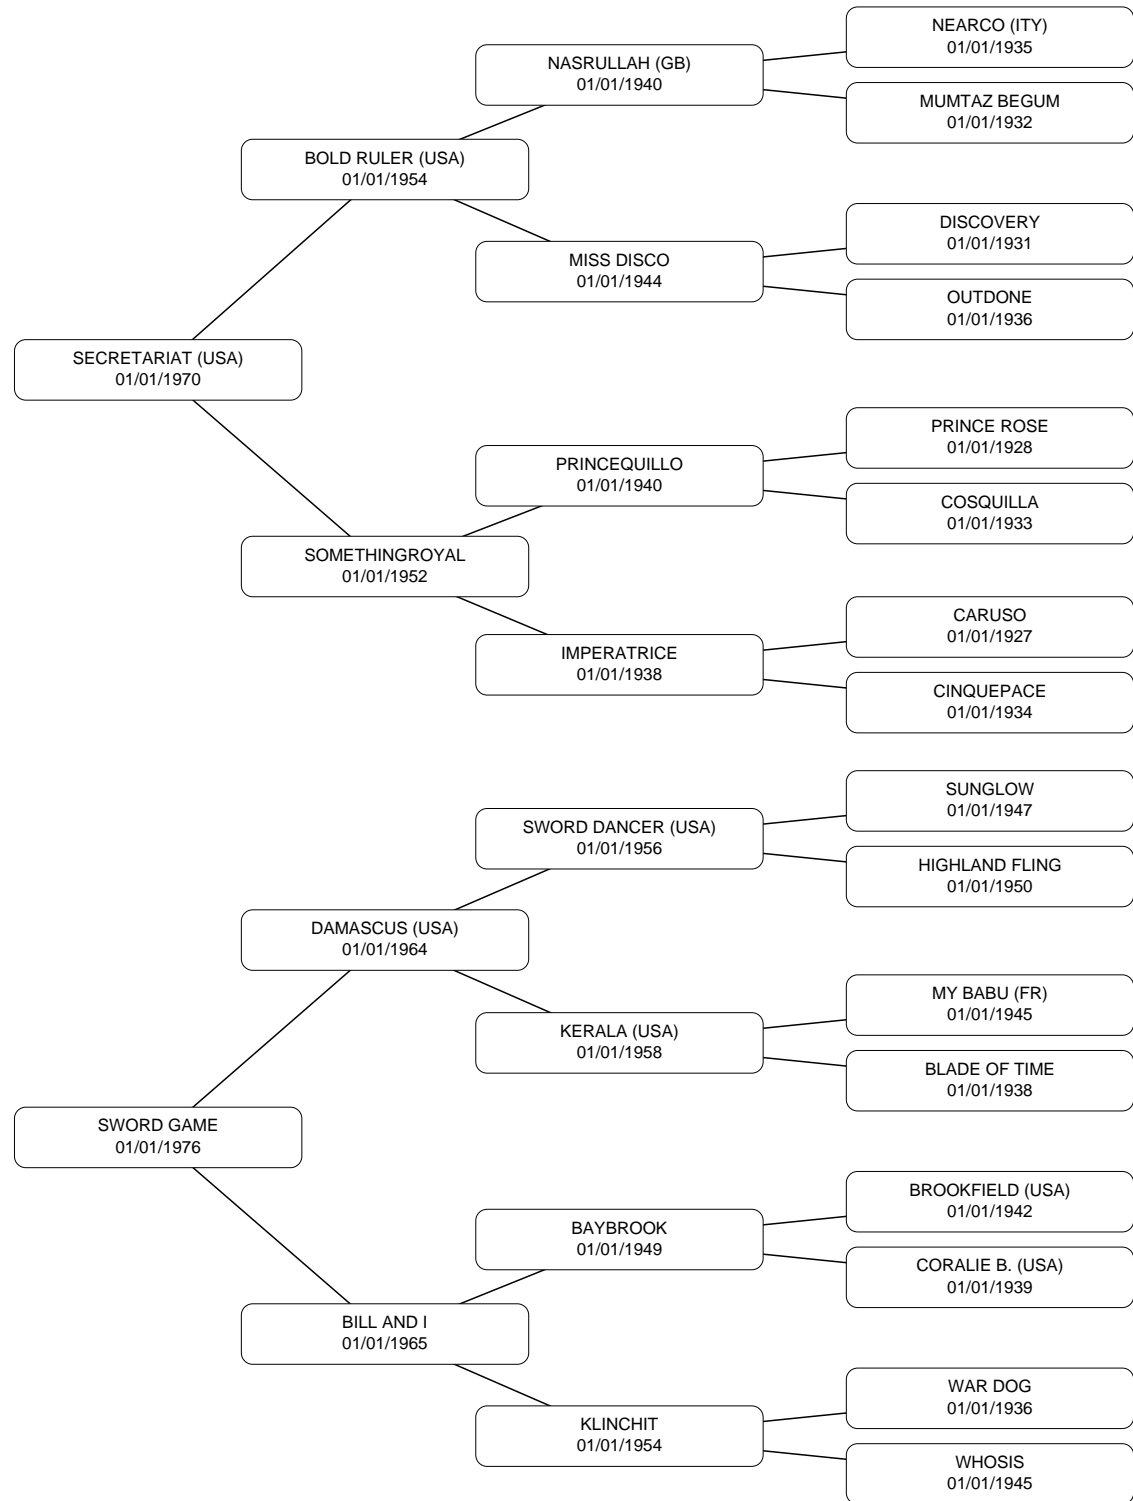 NEARCO (ITY)
01/01/1935
NASRULLAH (GB)
01/01/1940
MUMTAZ BEGUM
01/01/1932
BOLD RULER (USA)
01/01/1954
DISCOVERY
01/01/1931
MISS DISCO
01/01/1944
OUTDONE
01/01/1936
SECRETARIAT (USA)
01/01/1970
PRINCE ROSE
01/01/1928
PRINCEQUILLO
01/01/1940
COSQUILLA
01/01/1933
SOMETHINGROYAL
01/01/1952
CARUSO
01/01/1927
IMPERATRICE
01/01/1938
CINQUEPACE
01/01/1934
SUNGLOW
01/01/1947
SWORD DANCER (USA)
01/01/1956
HIGHLAND FLING
01/01/1950
DAMASCUS (USA)
01/01/1964
MY BABU (FR)
01/01/1945
KERALA (USA)
01/01/1958
BLADE OF TIME
01/01/1938
SWORD GAME
01/01/1976
BROOKFIELD (USA)
01/01/1942
BAYBROOK
01/01/1949
CORALIE B. (USA)
01/01/1939
BILL AND I
01/01/1965
WAR DOG
01/01/1936
KLINCHIT
01/01/1954
WHOSIS
01/01/1945